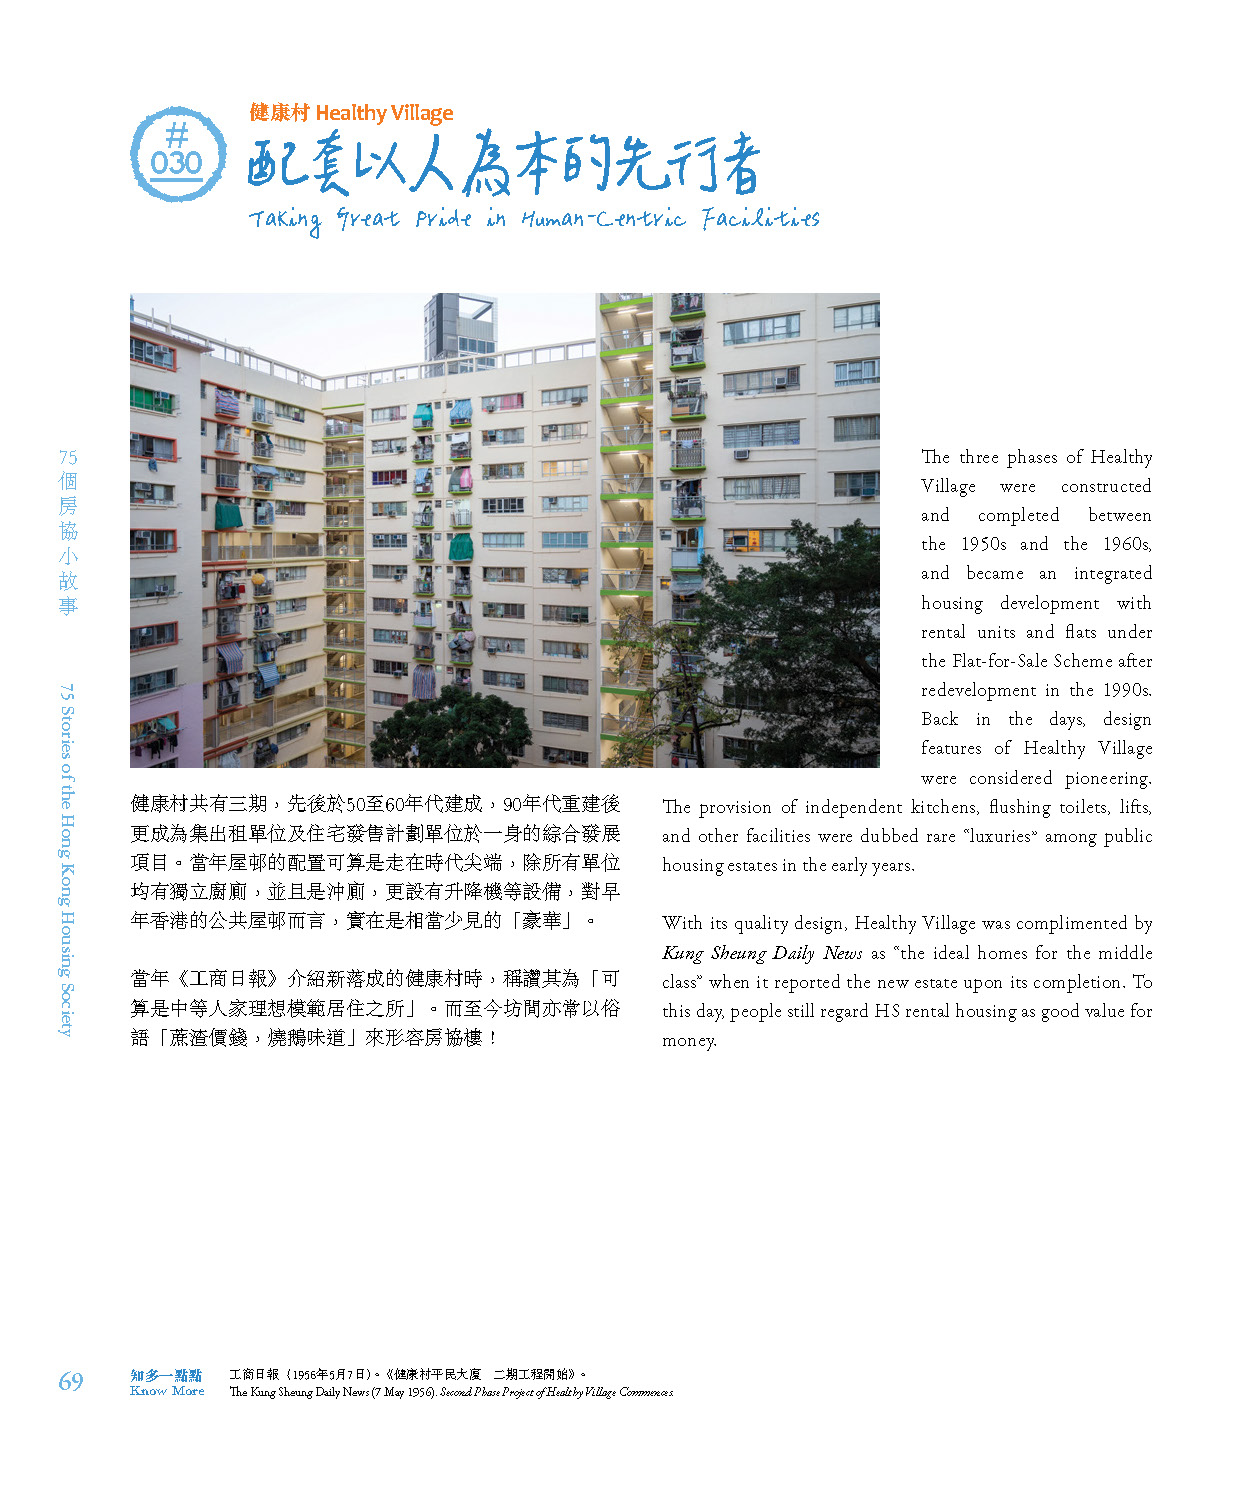 健康村 Healthy Village
#
030
配套以人為本的先行者
Taking Great Pride in Human-Centric Facilities
75個房協小故事
75 Stories of the Hong Kong Housing Society
健康村共有三期，先後於50至60年代建成，90年代重建後
更成為集出租單位及住宅發售計劃單位於一身的綜合發展
項目。當年屋邨的配置可算是走在時代尖端，除所有單位
均有獨立廚廁，並且是沖廁，更設有升降機等設備，對早
年香港的公共屋邨而言，實在是相當少見的「豪華」。
當年《工商日報》介紹新落成的健康村時，稱讚其為「可
算是中等人家理想模範居住之所」。而至今坊間亦常以俗
語「蔗渣價錢，燒鵝味道」來形容房協樓！
The three phases of Healthy
Village were constructed
and completed between
the 1950s and the 1960s,
and became an integrated
housing development with
rental units and flats under
the Flat-for-Sale Scheme after
redevelopment in the 1990s.
Back in the days, design
features of Healthy Village
were considered pioneering.
The provision of independent kitchens, flushing toilets, lifts,
and other facilities were dubbed rare “luxuries” among public
housing estates in the early years.
With its quality design, Healthy Village was complimented by
Kung Sheung Daily News as “the ideal homes for the middle
class” when it reported the new estate upon its completion. To
this day, people still regard HS rental housing as good value for
money.
69
知多一點點
Know More
工商日報（1956年5月7日）。《健康村平民大廈　二期工程開始》。
The Kung Sheung Daily News (7 May 1956). Second Phase Project of Healthy Village Commences.